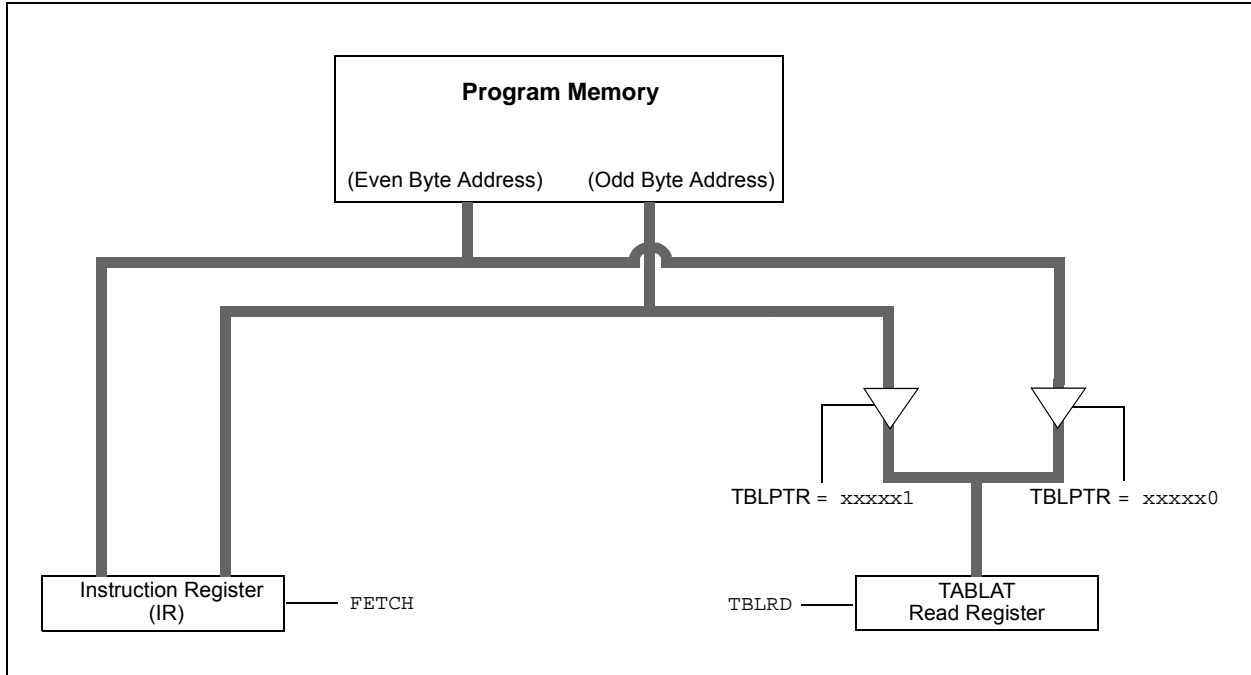 Program Memory
(Even Byte Address) (Odd Byte Address)
TBLPTR = xxxxx1 TBLPTR = xxxxx0
Instruction Register
(IR)
FETCH
TBLRD
TABLAT
Read Register